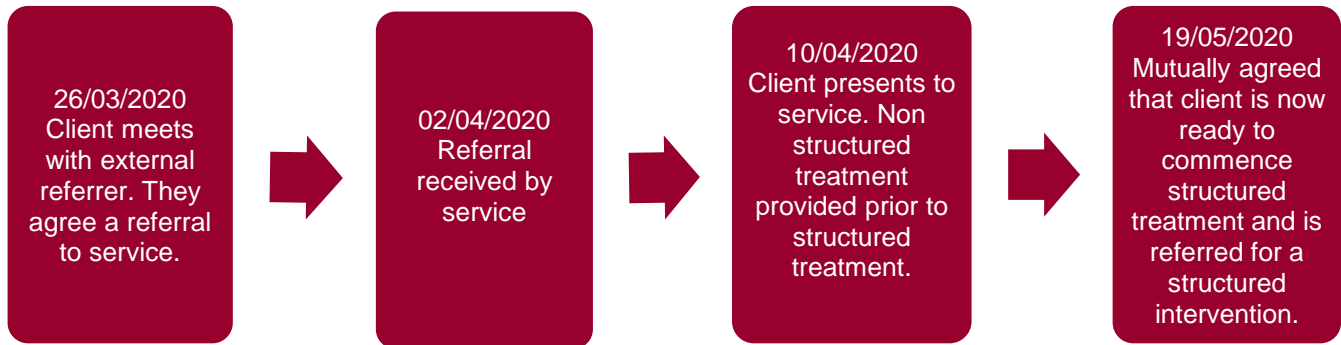 26/03/2020
Client meets
with external
referrer. They
agree a referral
to service.
02/04/2020
Referral
received by
service
10/04/2020
Client presents to
service. Non
structured
treatment
provided prior to
structured
treatment.
19/05/2020
Mutually agreed
that client is now
ready to
commence
structured
treatment and is
referred for a
structured
intervention.